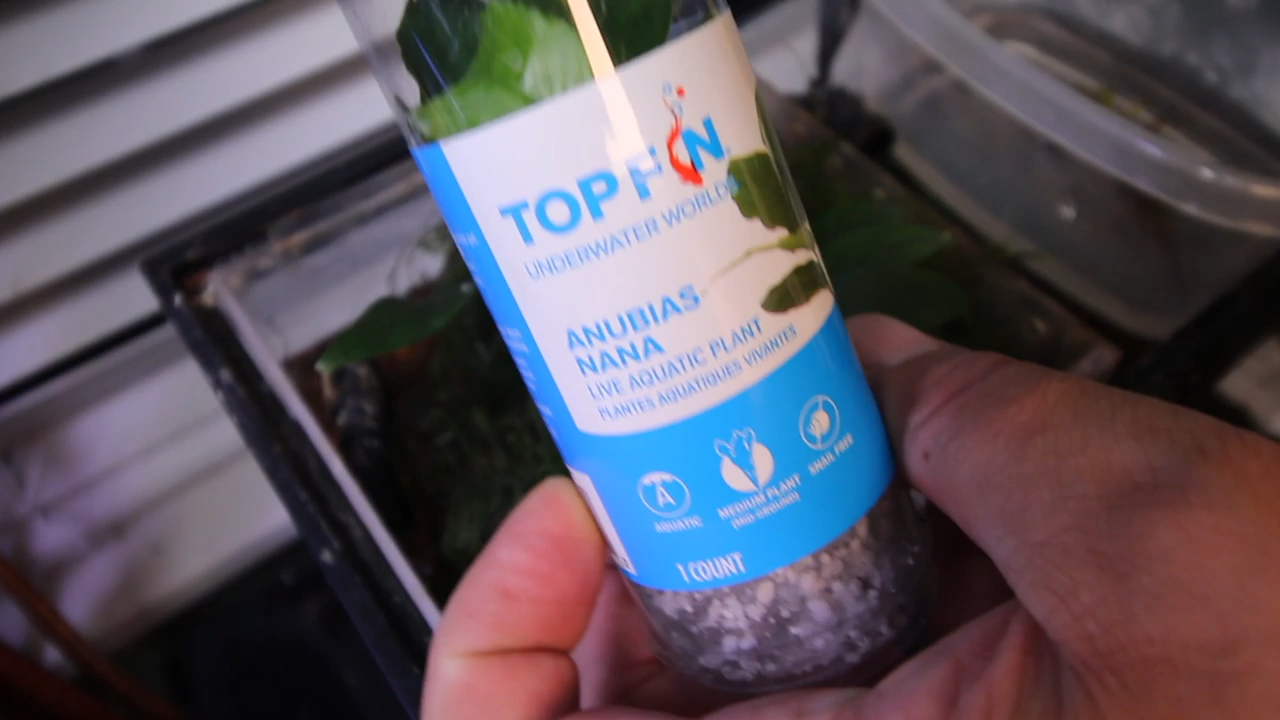 TOP FIN
UNDERWATER WORLDS
ANUBIAS
NANA
LIVE AQUATIC PLANT
PLANTES AQUATIQUES VIVANTES
A
AQUATIC
MEDIUM PLANT
(MID-GROUND)
SNAIL FREE
1 COUNT